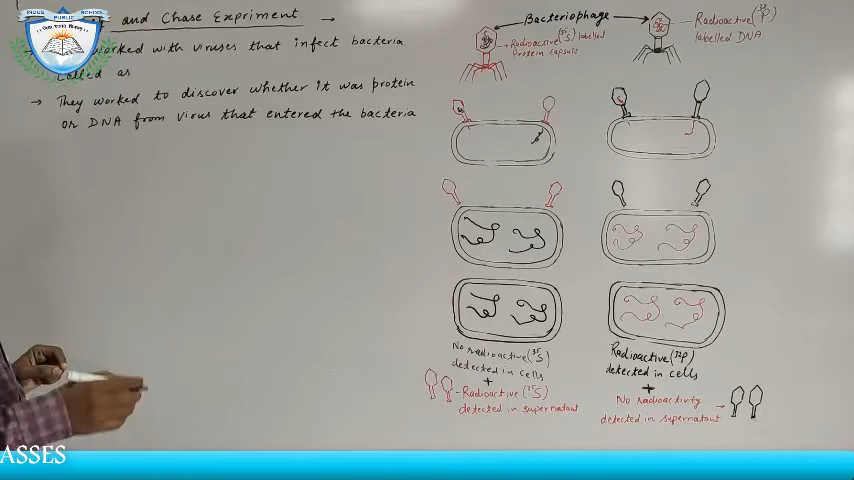 INDUS PUBLIC SCHOOL
and Chase Expriment →
worked with viruses that infect bacteria
called as
→ They worked to discover whether it was protein
or DNA from virus that entered the bacteria
Bacteriophage
Radioactive (35S) labelled
Protein capsule
Radioactive (32P)
labelled DNA
No radioactive (35S)
detected in cells
+
- Radioactive (35S)
detected in supernatant
Radioactive (32P)
detected in cells
+
No radioactivity
detected in supernatant
ASSES